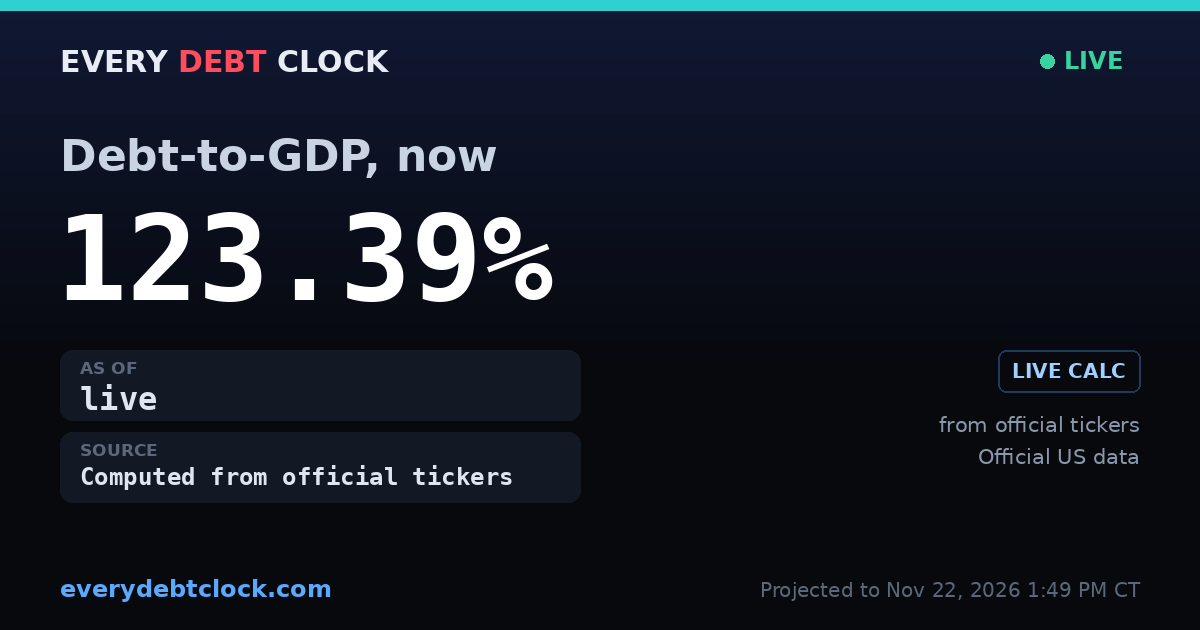 EVERY DEBT CLOCK
LIVE
Debt-to-GDP, now
123.39%
AS OF
live
SOURCE
Computed from official tickers
LIVE CALC
from official tickers
Official US data
everydebtclock.com
Projected to Nov 22, 2026 1:49 PM CT